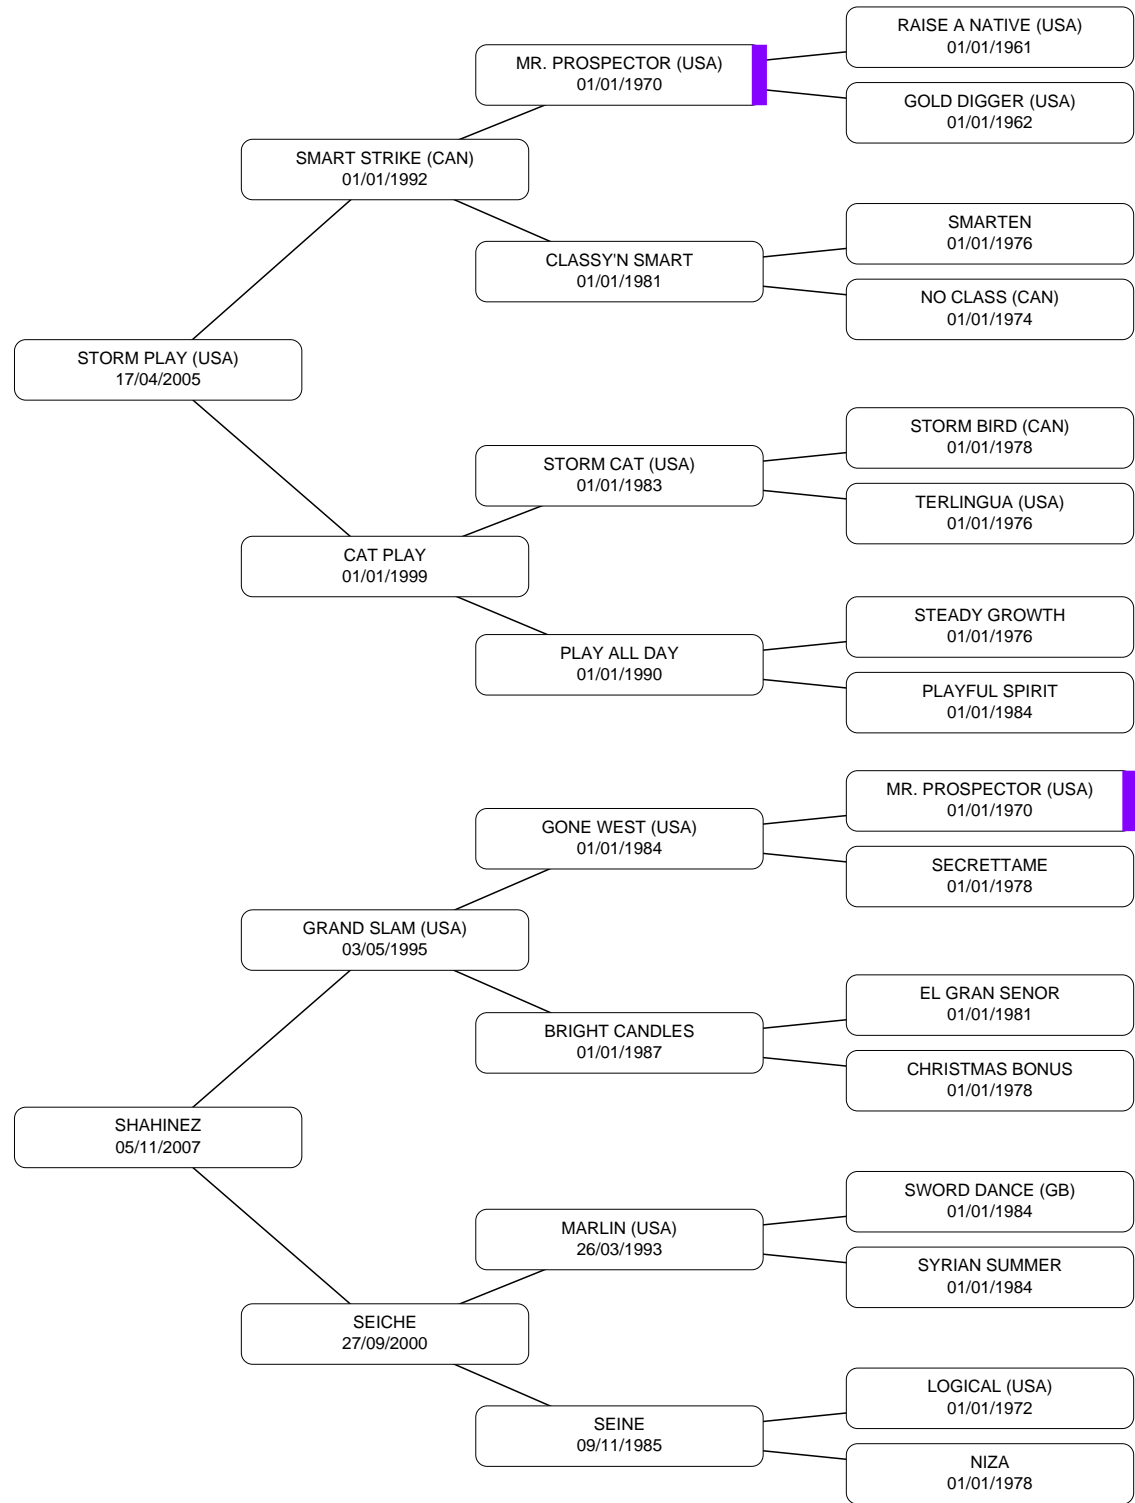 RAISE A NATIVE (USA)
01/01/1961
MR. PROSPECTOR (USA)
01/01/1970
GOLD DIGGER (USA)
01/01/1962
SMART STRIKE (CAN)
01/01/1992
SMARTEN
01/01/1976
CLASSY'N SMART
01/01/1981
NO CLASS (CAN)
01/01/1974
STORM PLAY (USA)
17/04/2005
STORM BIRD (CAN)
01/01/1978
STORM CAT (USA)
01/01/1983
TERLINGUA (USA)
01/01/1976
CAT PLAY
01/01/1999
STEADY GROWTH
01/01/1976
PLAY ALL DAY
01/01/1990
PLAYFUL SPIRIT
01/01/1984
MR. PROSPECTOR (USA)
01/01/1970
GONE WEST (USA)
01/01/1984
SECRETTAME
01/01/1978
GRAND SLAM (USA)
03/05/1995
EL GRAN SENOR
01/01/1981
BRIGHT CANDLES
01/01/1987
CHRISTMAS BONUS
01/01/1978
SHAHINEZ
05/11/2007
SWORD DANCE (GB)
01/01/1984
MARLIN (USA)
26/03/1993
SYRIAN SUMMER
01/01/1984
SEICHE
27/09/2000
LOGICAL (USA)
01/01/1972
SEINE
09/11/1985
NIZA
01/01/1978